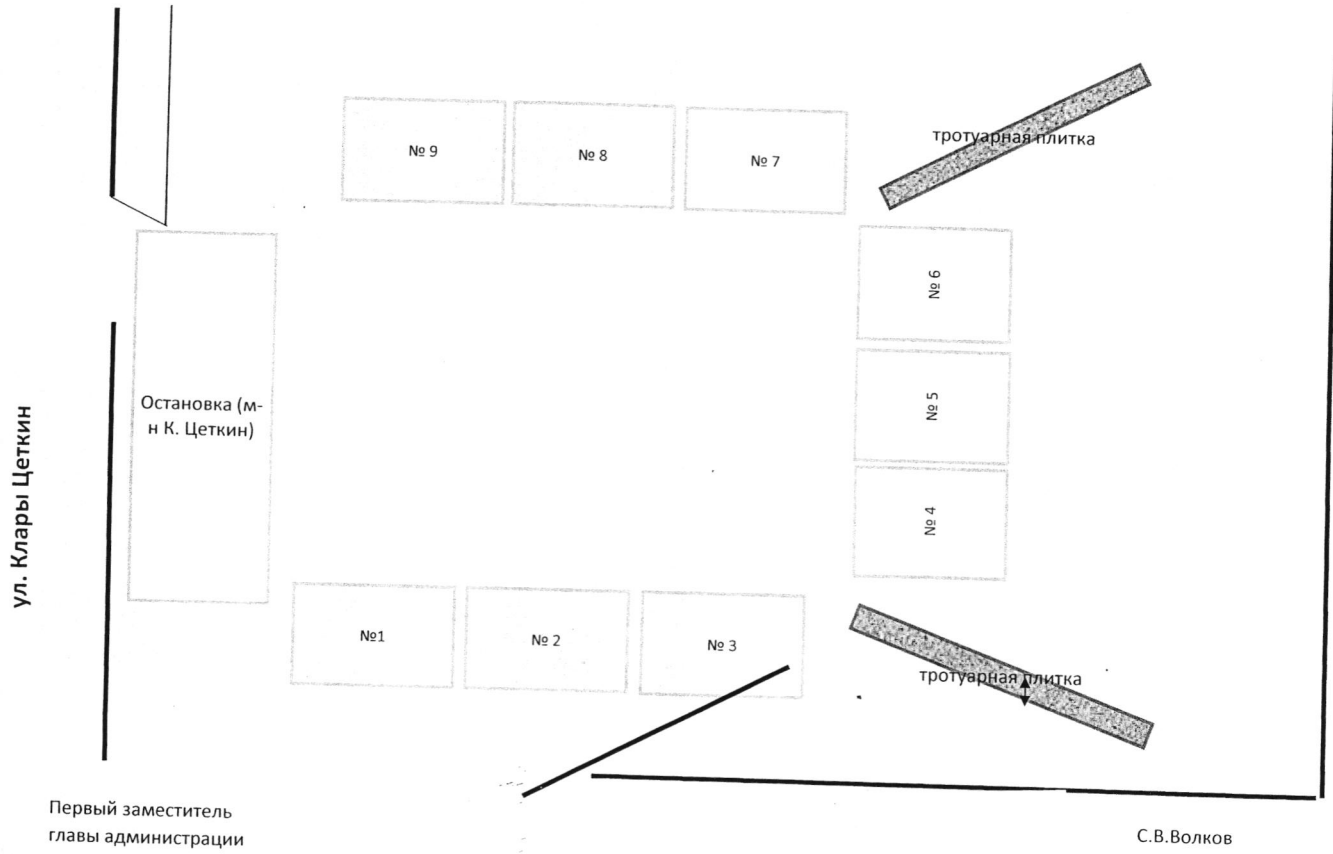 № 9
№ 8
№ 7
тротуарная плитка
№ 6
Остановка (м-
н К. Цеткин)
№ 5
ул. Клары Цеткин
№ 4
№1
№ 2
№ 3
тротуарная плитка
Первый заместитель
главы администрации
С.В.Волков